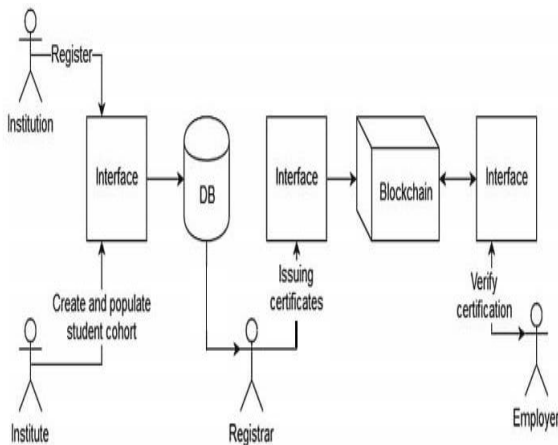 Register
Institution
Interface
DB
Interface
Blockchain
Interface
Issuing
certificates
Verify
certification
Create and populate
student cohort
Institute
Registrar
Employer